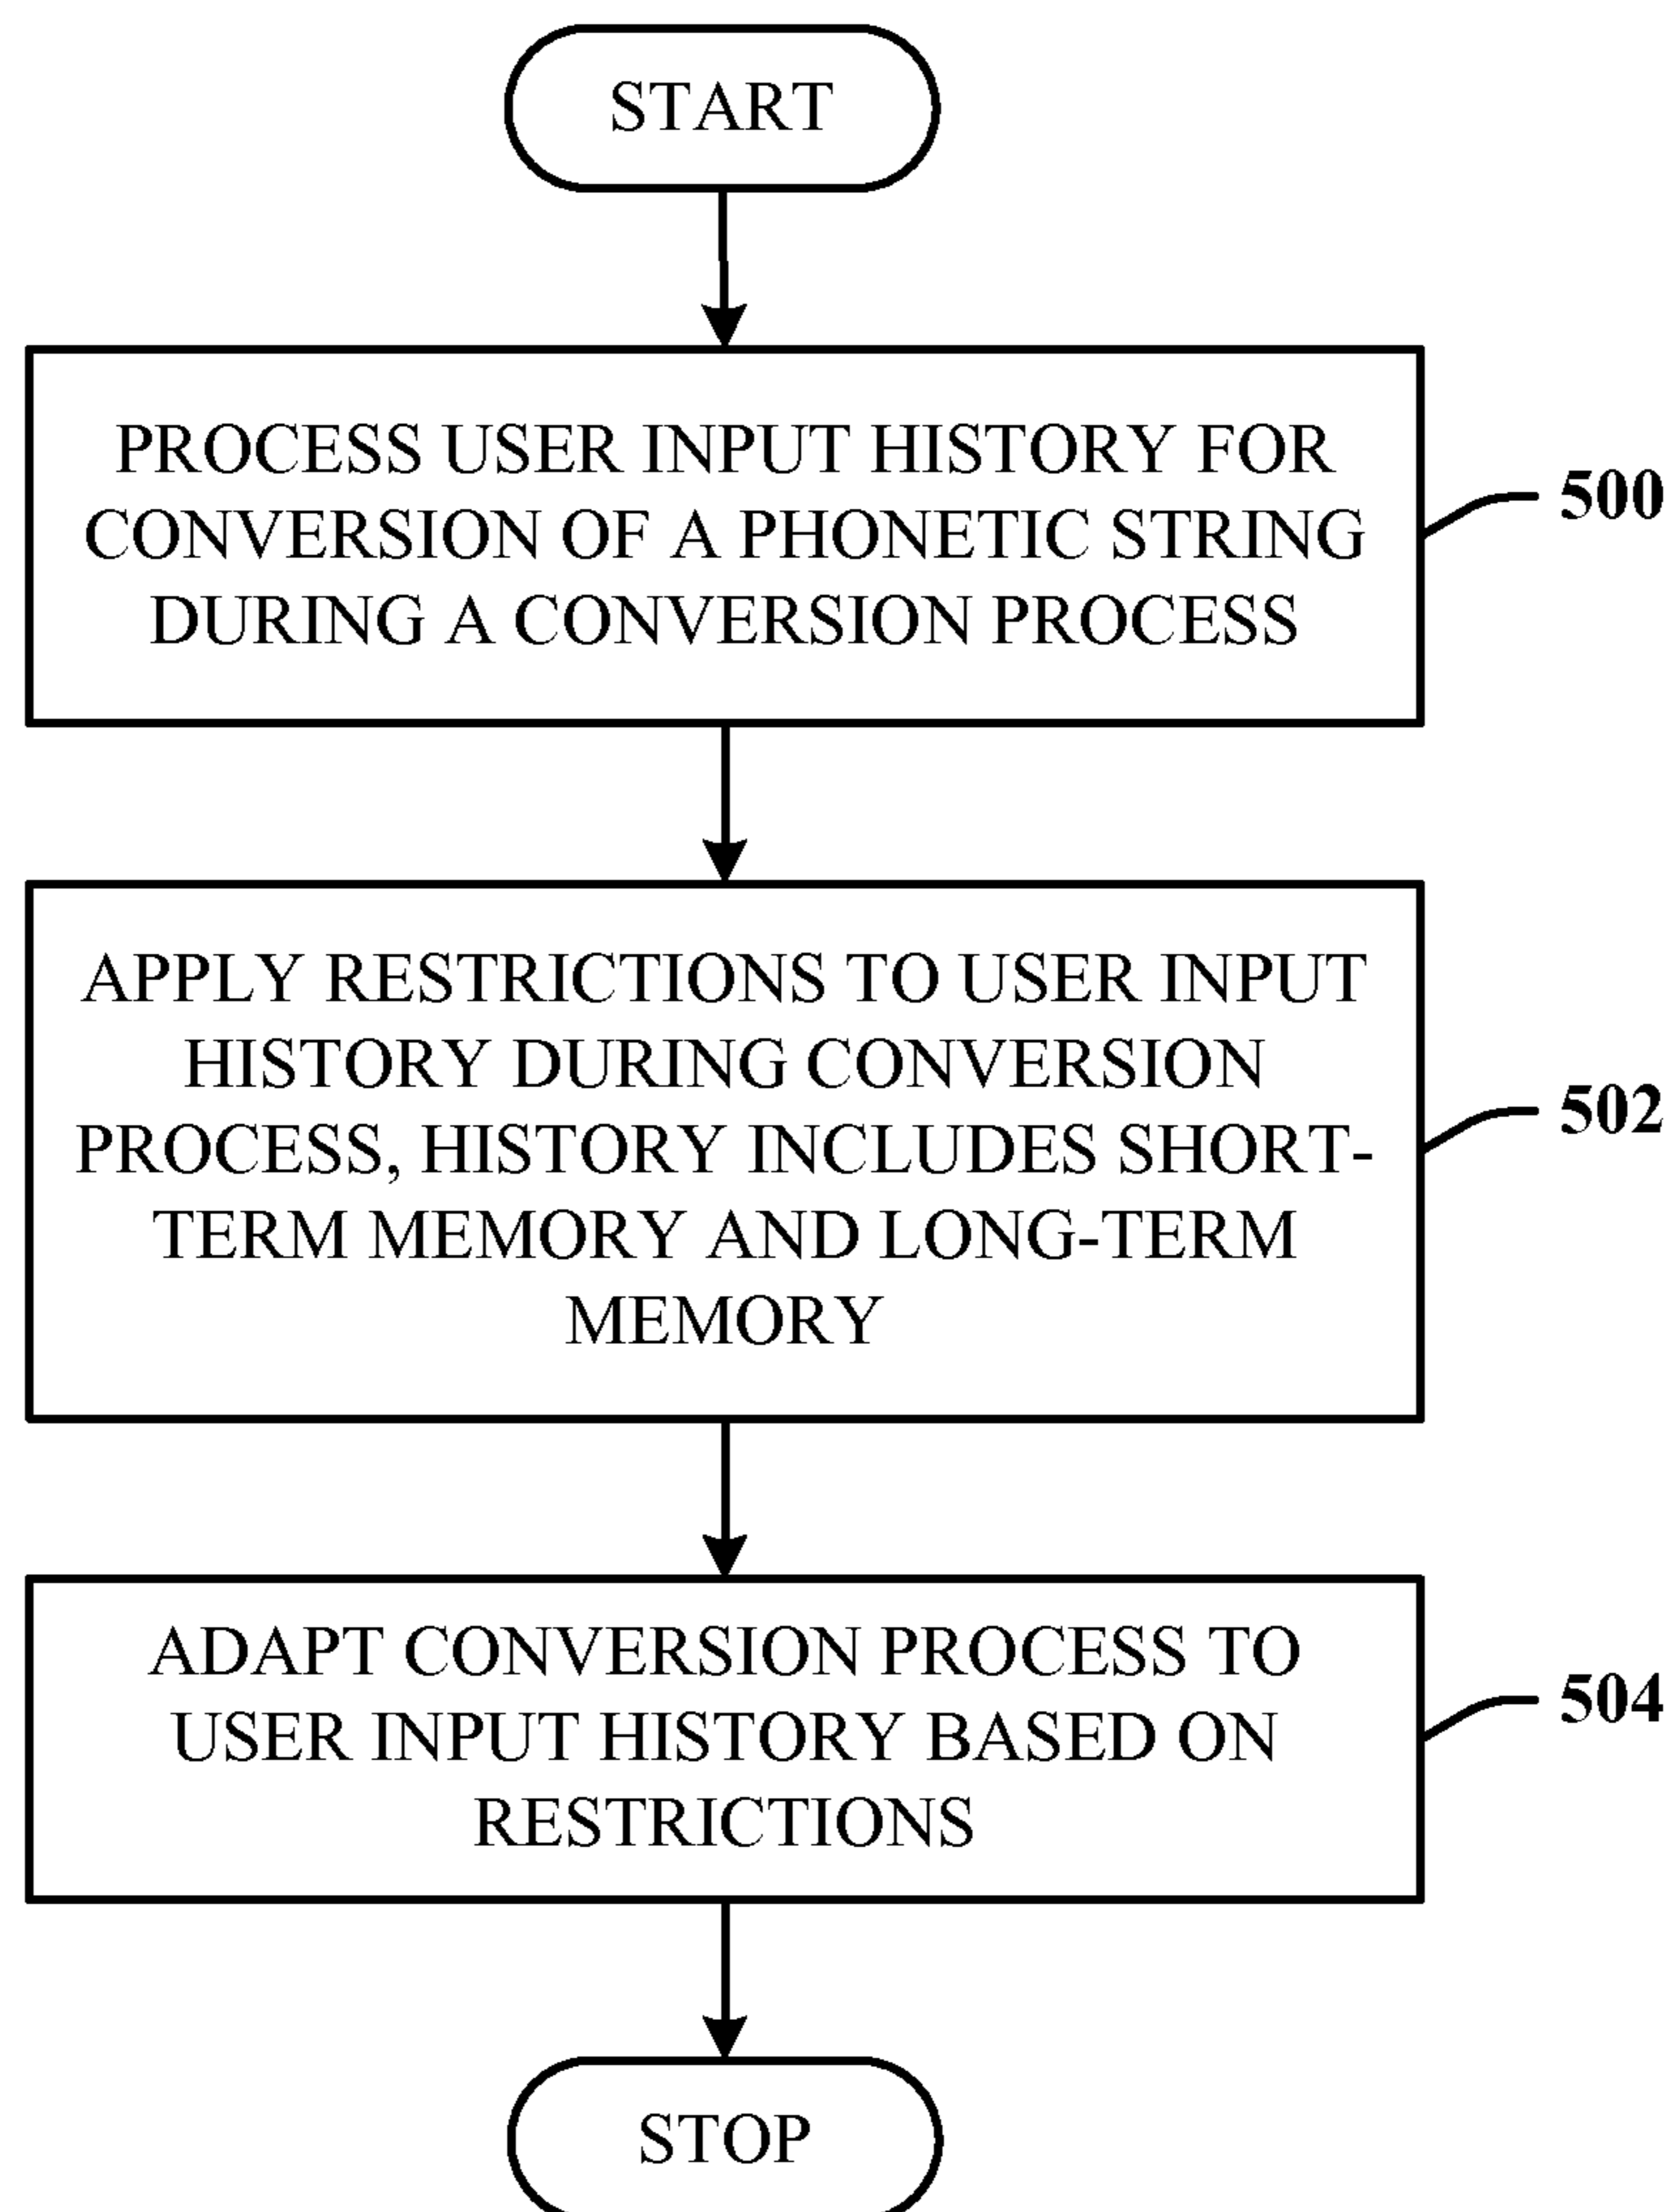 START
PROCESS USER INPUT HISTORY FOR
CONVERSION OF A PHONETIC STRING
DURING A CONVERSION PROCESS
500
APPLY RESTRICTIONS TO USER INPUT
HISTORY DURING CONVERSION
PROCESS, HISTORY INCLUDES SHORT-
TERM MEMORY AND LONG-TERM
MEMORY
502
ADAPT CONVERSION PROCESS TO
USER INPUT HISTORY BASED ON
RESTRICTIONS
504
STOP